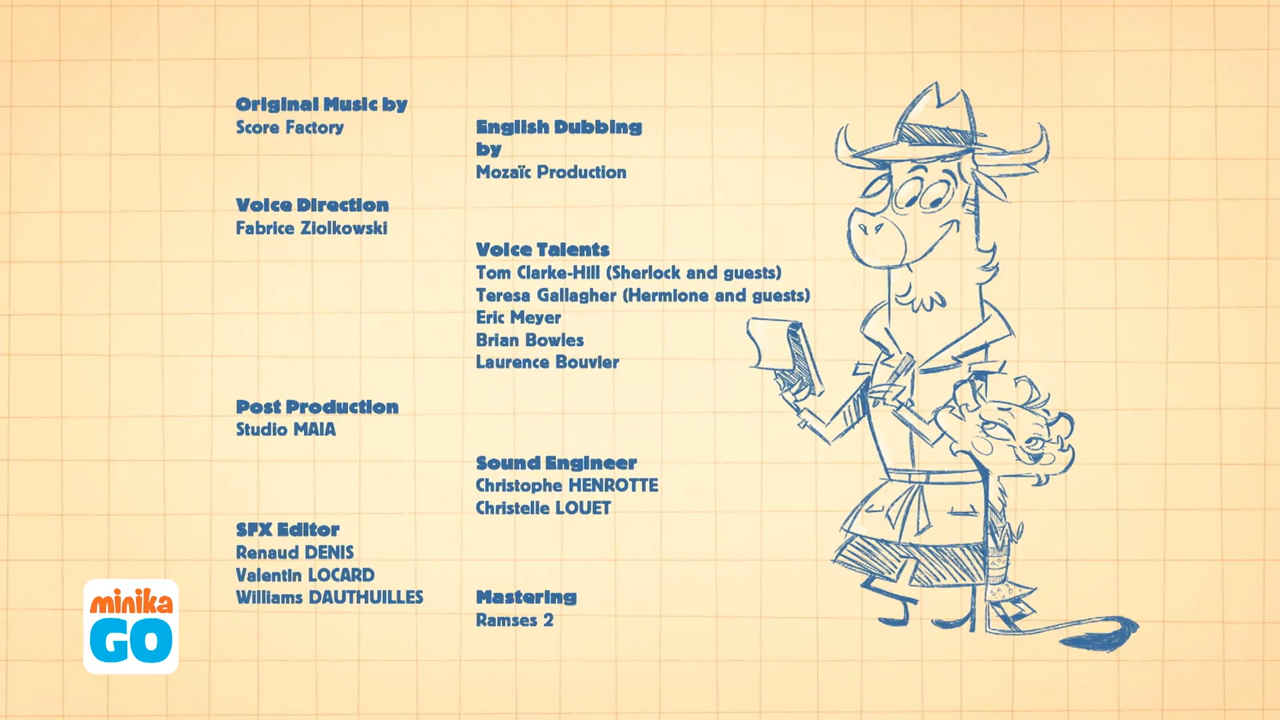 Original Music by
Score Factory
Voice Direction
Fabrice Ziolkowski
Post Production
Studio MAIA
SFX Editor
Renaud DENIS
Valentin LOCARD
Williams DAUTHUILLES
English Dubbing
by
Mozaïc Production
Voice Talents
Tom Clarke-Hill (Sherlock and guests)
Teresa Gallagher (Hermione and guests)
Eric Meyer
Brian Bowles
Laurence Bouvier
Sound Engineer
Christophe HENROTTE
Christelle LOUET
Mastering
Ramses 2
minika
GO